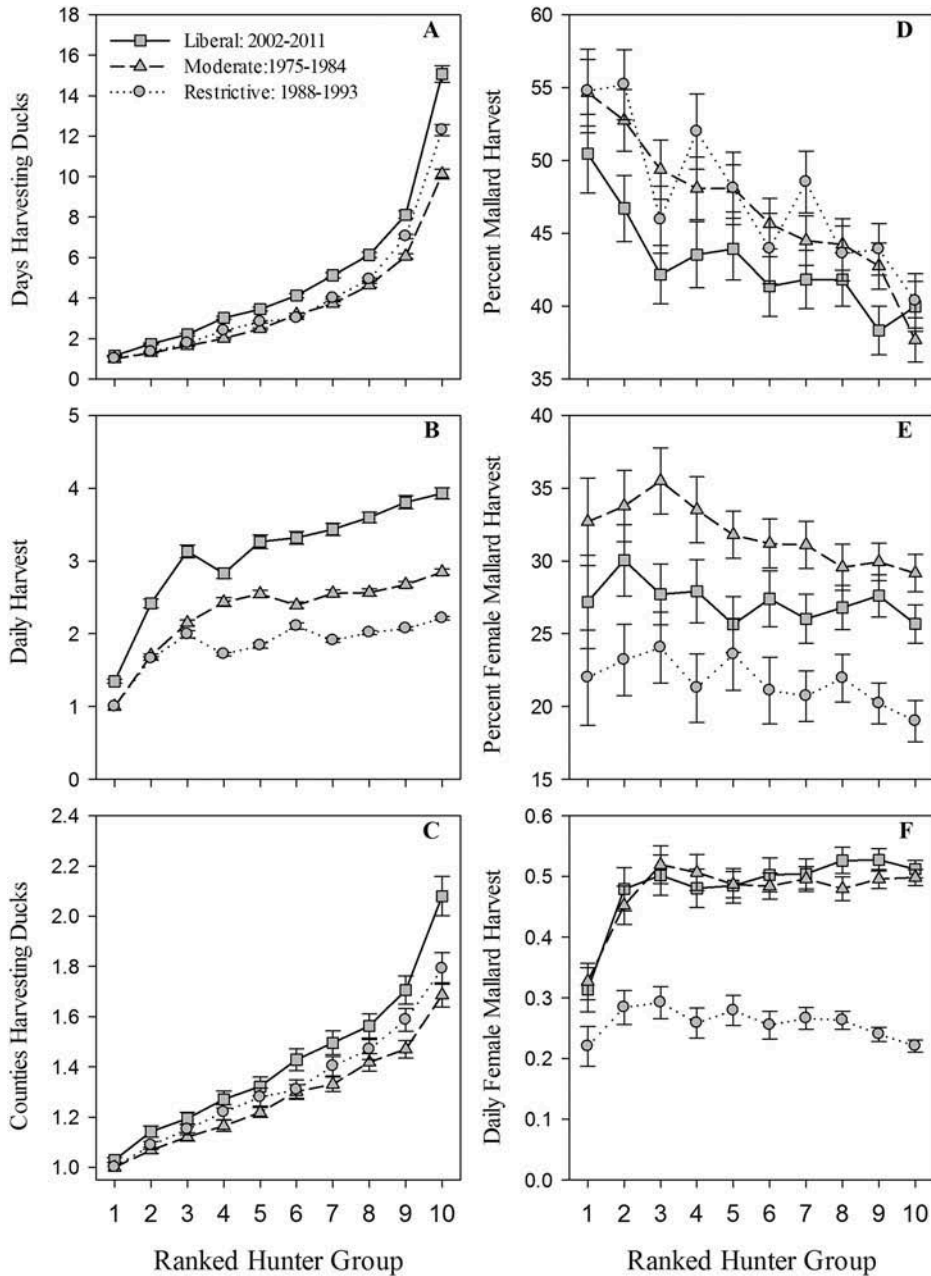 A
Days Harvesting Ducks
18
16
14
12
10
8
6
4
2
0
Liberal: 2002-2011
Moderate:1975-1984
Restrictive: 1988-1993
D
Percent Mallard Harvest
60
55
50
45
40
35
B
Daily Harvest
5
4
3
2
1
0
E
Percent Female Mallard Harvest
40
35
30
25
20
15
C
Counties Harvesting Ducks
2.4
2.2
2.0
1.8
1.6
1.4
1.2
1.0
1 2 3 4 5 6 7 8 9 10
Ranked Hunter Group
F
Daily Female Mallard Harvest
0.6
0.5
0.4
0.3
0.2
0.1
0.0
1 2 3 4 5 6 7 8 9 10
Ranked Hunter Group